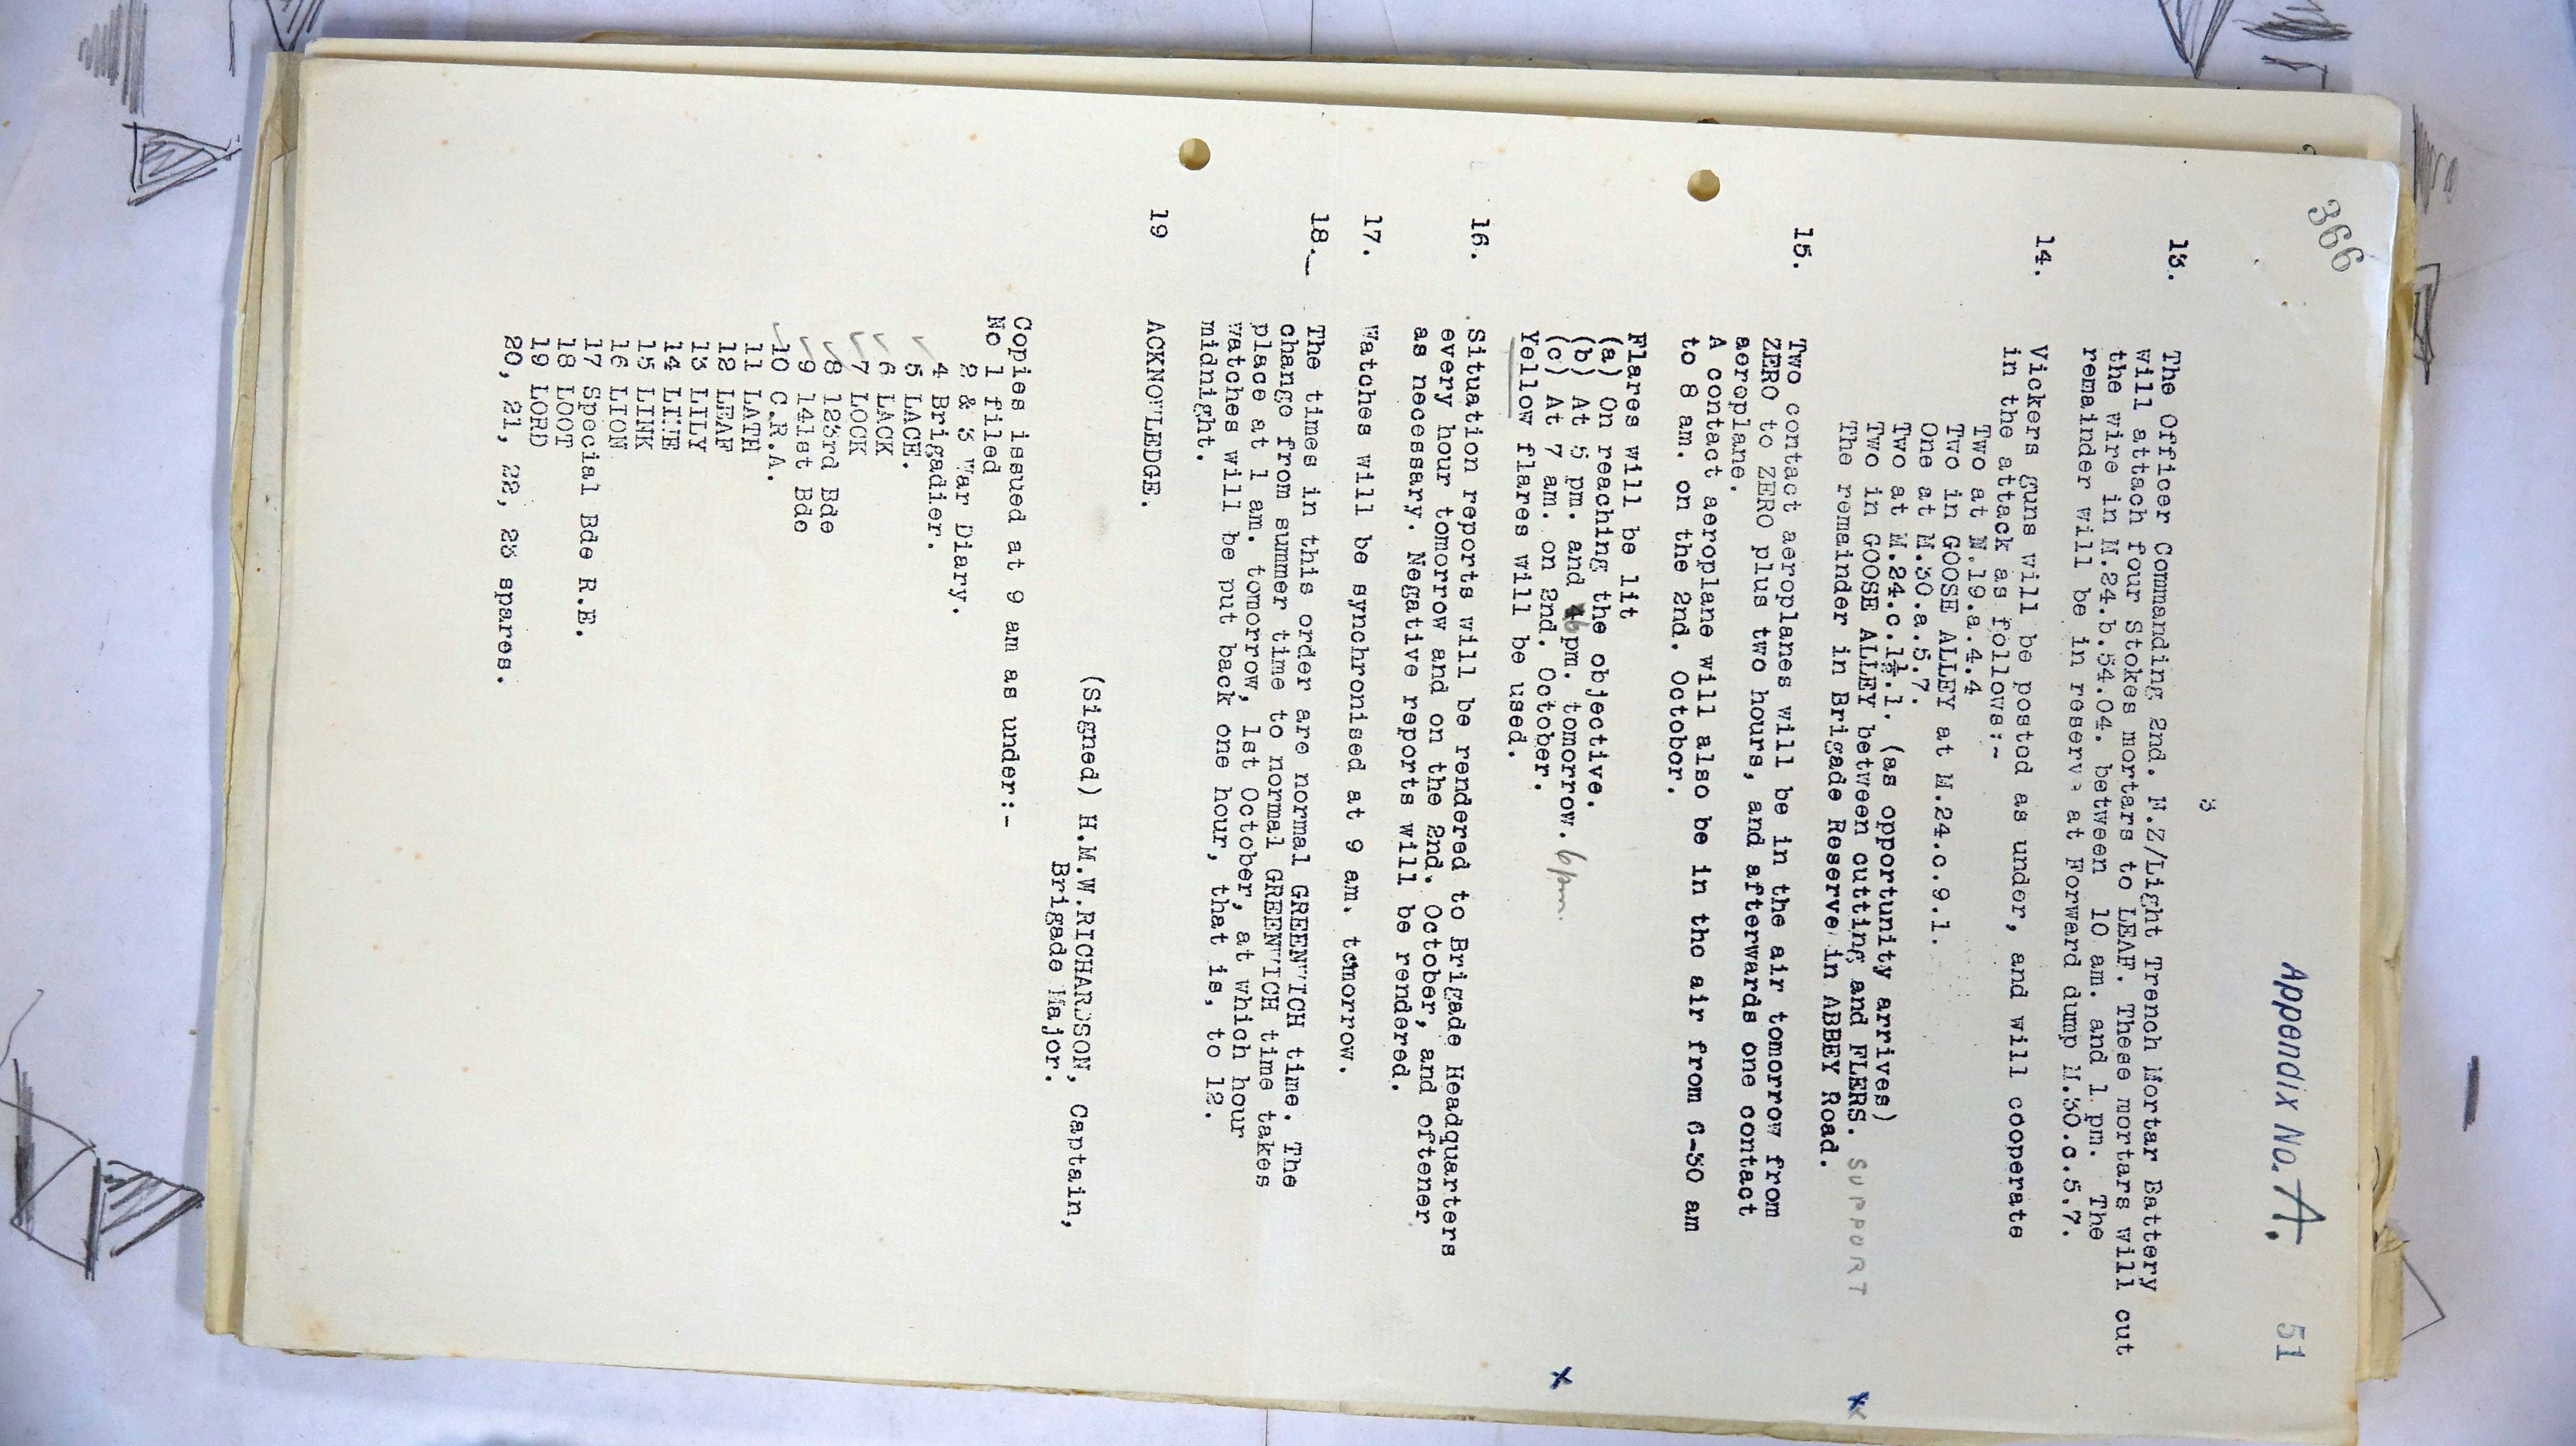 366
Appendix No. A. 51
3
13. The Officer Commanding 2nd. N.Z/Light Trench Mortar Battery
will attach four Stokes mortars to LEAF. These mortars will cut
the wire in M.24.b.54.04. between 10 am. and 1 pm. The
remainder will be in reserve at Forward dump M.30.c.5.7.
14. Vickers guns will be posted as under, and will cooperate
in the attack as follows:-
Two at N.19.a.4.4
Two in GOOSE ALLEY at M.24.c.9.1.
One at M.30.a.5.7.
Two at M.24.c.1½.1. (as opportunity arrives)
Two in GOOSE ALLEY between cutting and FLERS. SUPPORT
The remainder in Brigade Reserve in ABBEY Road.
15. Two contact aeroplanes will be in the air tomorrow from
ZERO to ZERO plus two hours, and afterwards one contact
aeroplane.
A contact aeroplane will also be in the air from 6-30 am
to 8 am. on the 2nd. October.
Flares will be lit
(a) On reaching the objective.
(b) At 5 pm. and 6 pm. tomorrow. 6 pm.
(c) At 7 am. on 2nd. October.
Yellow flares will be used.
16. Situation reports will be rendered to Brigade Headquarters
every hour tomorrow and on the 2nd. October, and oftener
as necessary. Negative reports will be rendered.
17. Watches will be synchronised at 9 am. tomorrow.
18. The times in this order are normal GREENWICH time. The
change from summer time to normal GREENWICH time takes
place at 1 am. tomorrow, 1st October, at which hour
watches will be put back one hour, that is, to 12.
midnight.
19 ACKNOWLEDGE.
(Signed) H.M.W.RICHARDSON, Captain,
Brigade Major.
Copies issued at 9 am as under:-
No 1 filed
2 & 3 War Diary.
4 Brigadier.
5 LACE.
6 LACK
7 LOCK
8 123rd Bde
9 141st Bde
10 C.R.A.
11 LATH
12 LEAF
13 LILY
14 LINE
15 LINK
16 LION
17 Special Bde R.E.
18 LOOT
19 LORD
20, 21, 22, 23 spares.